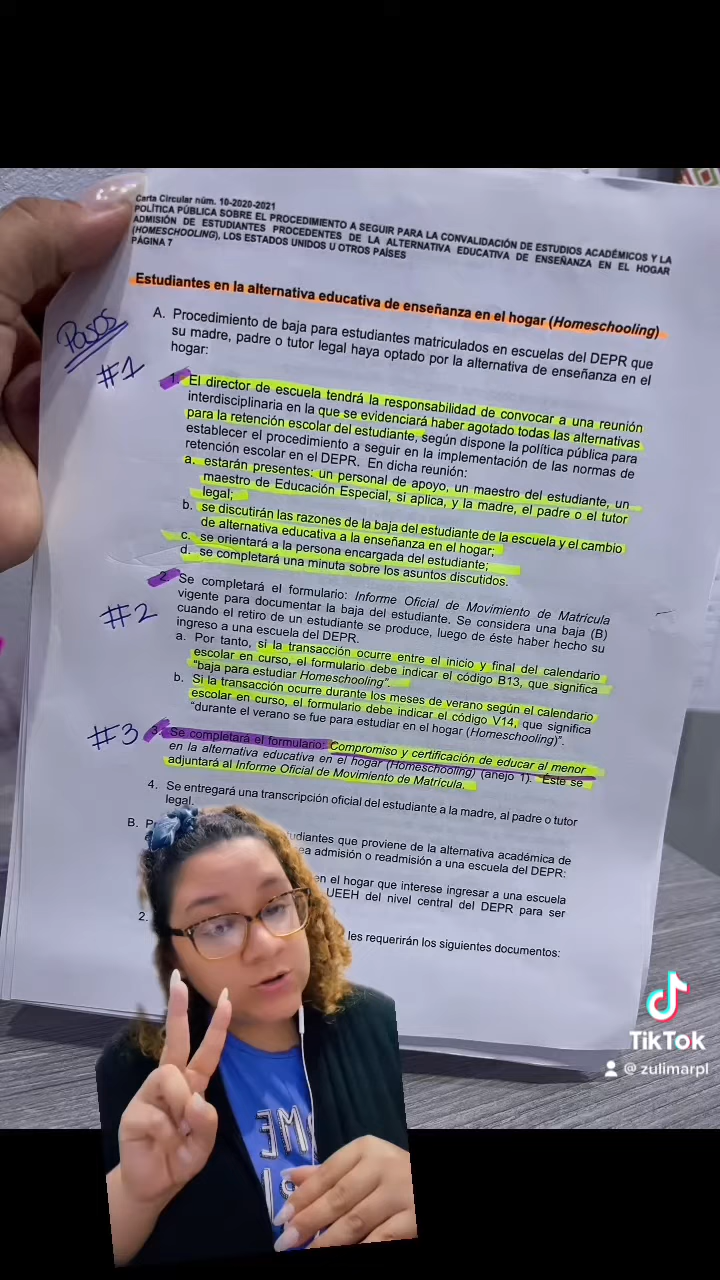 Carta Circular núm. 10-2020-2021
POLÍTICA PÚBLICA SOBRE EL PROCEDIMIENTO A SEGUIR PARA LA CONVALIDACIÓN DE ESTUDIOS ACADÉMICOS Y LA
ADMISIÓN DE ESTUDIANTES PROCEDENTES DE LA ALTERNATIVA EDUCATIVA DE ENSEÑANZA EN EL HOGAR
(HOMESCHOOLING), LOS ESTADOS UNIDOS U OTROS PAÍSES
PÁGINA 7
Estudiantes en la alternativa educativa de enseñanza en el hogar (Homeschooling)
Pasos
A. Procedimiento de baja para estudiantes matriculados en escuelas del DEPR que
su madre, padre o tutor legal haya optado por la alternativa de enseñanza en el
hogar:
#1
1. El director de escuela tendrá la responsabilidad de convocar a una reunión
interdisciplinaria en la que se evidenciará haber agotado todas las alternativas
para la retención escolar del estudiante, según dispone la política pública para
establecer el procedimiento a seguir en la implementación de las normas de
retención escolar en el DEPR. En dicha reunión:
a. estarán presentes: un personal de apoyo, un maestro del estudiante, un
maestro de Educación Especial, si aplica, y la madre, el padre o el tutor
legal;
b. se discutirán las razones de la baja del estudiante de la escuela y el cambio
de alternativa educativa a la enseñanza en el hogar;
c. se orientará a la persona encargada del estudiante;
d. se completará una minuta sobre los asuntos discutidos.
#2
2. Se completará el formulario: Informe Oficial de Movimiento de Matrícula
vigente para documentar la baja del estudiante. Se considera una baja (B)
cuando el retiro de un estudiante se produce, luego de éste haber hecho su
ingreso a una escuela del DEPR.
a. Por tanto, si la transacción ocurre entre el inicio y final del calendario
escolar en curso, el formulario debe indicar el código B13, que significa
"baja para estudiar Homeschooling".
b. Si la transacción ocurre durante los meses de verano según el calendario
escolar en curso, el formulario debe indicar el código V14, que significa
"durante el verano se fue para estudiar en el hogar (Homeschooling)".
#3
3. Se completará el formulario: Compromiso y certificación de educar al menor
en la alternativa educativa en el hogar (Homeschooling) (anejo 1). Éste se
adjuntará al Informe Oficial de Movimiento de Matrícula.
4. Se entregará una transcripción oficial del estudiante a la madre, al padre o tutor
legal.
B.
que proviene de la alternativa académica de
admisión o readmisión a una escuela del DEPR:
en el hogar que interese ingresar a una escuela
UEEH del nivel central del DEPR para ser
2.
les requerirán los siguientes documentos:
TikTok
@zulimarpl